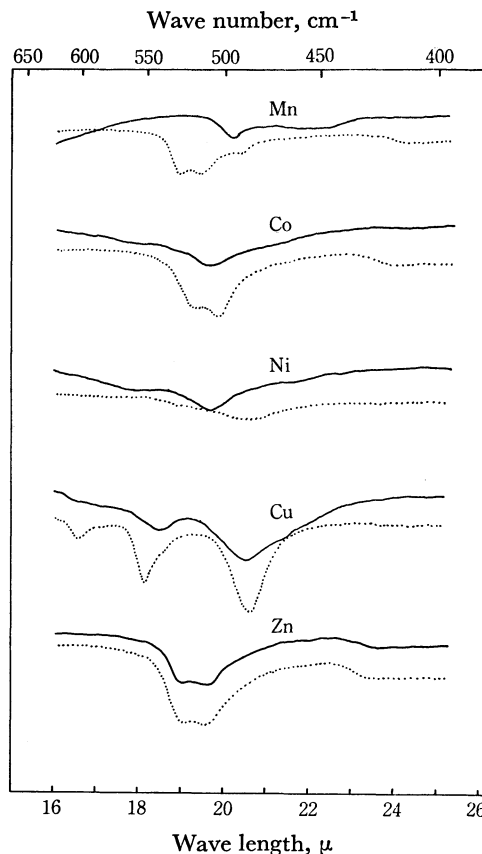 Wave number, cm⁻¹
650 600 550 500 450 400
Mn
Co
Ni
Cu
Zn
16 18 20 22 24 26
Wave length, μ